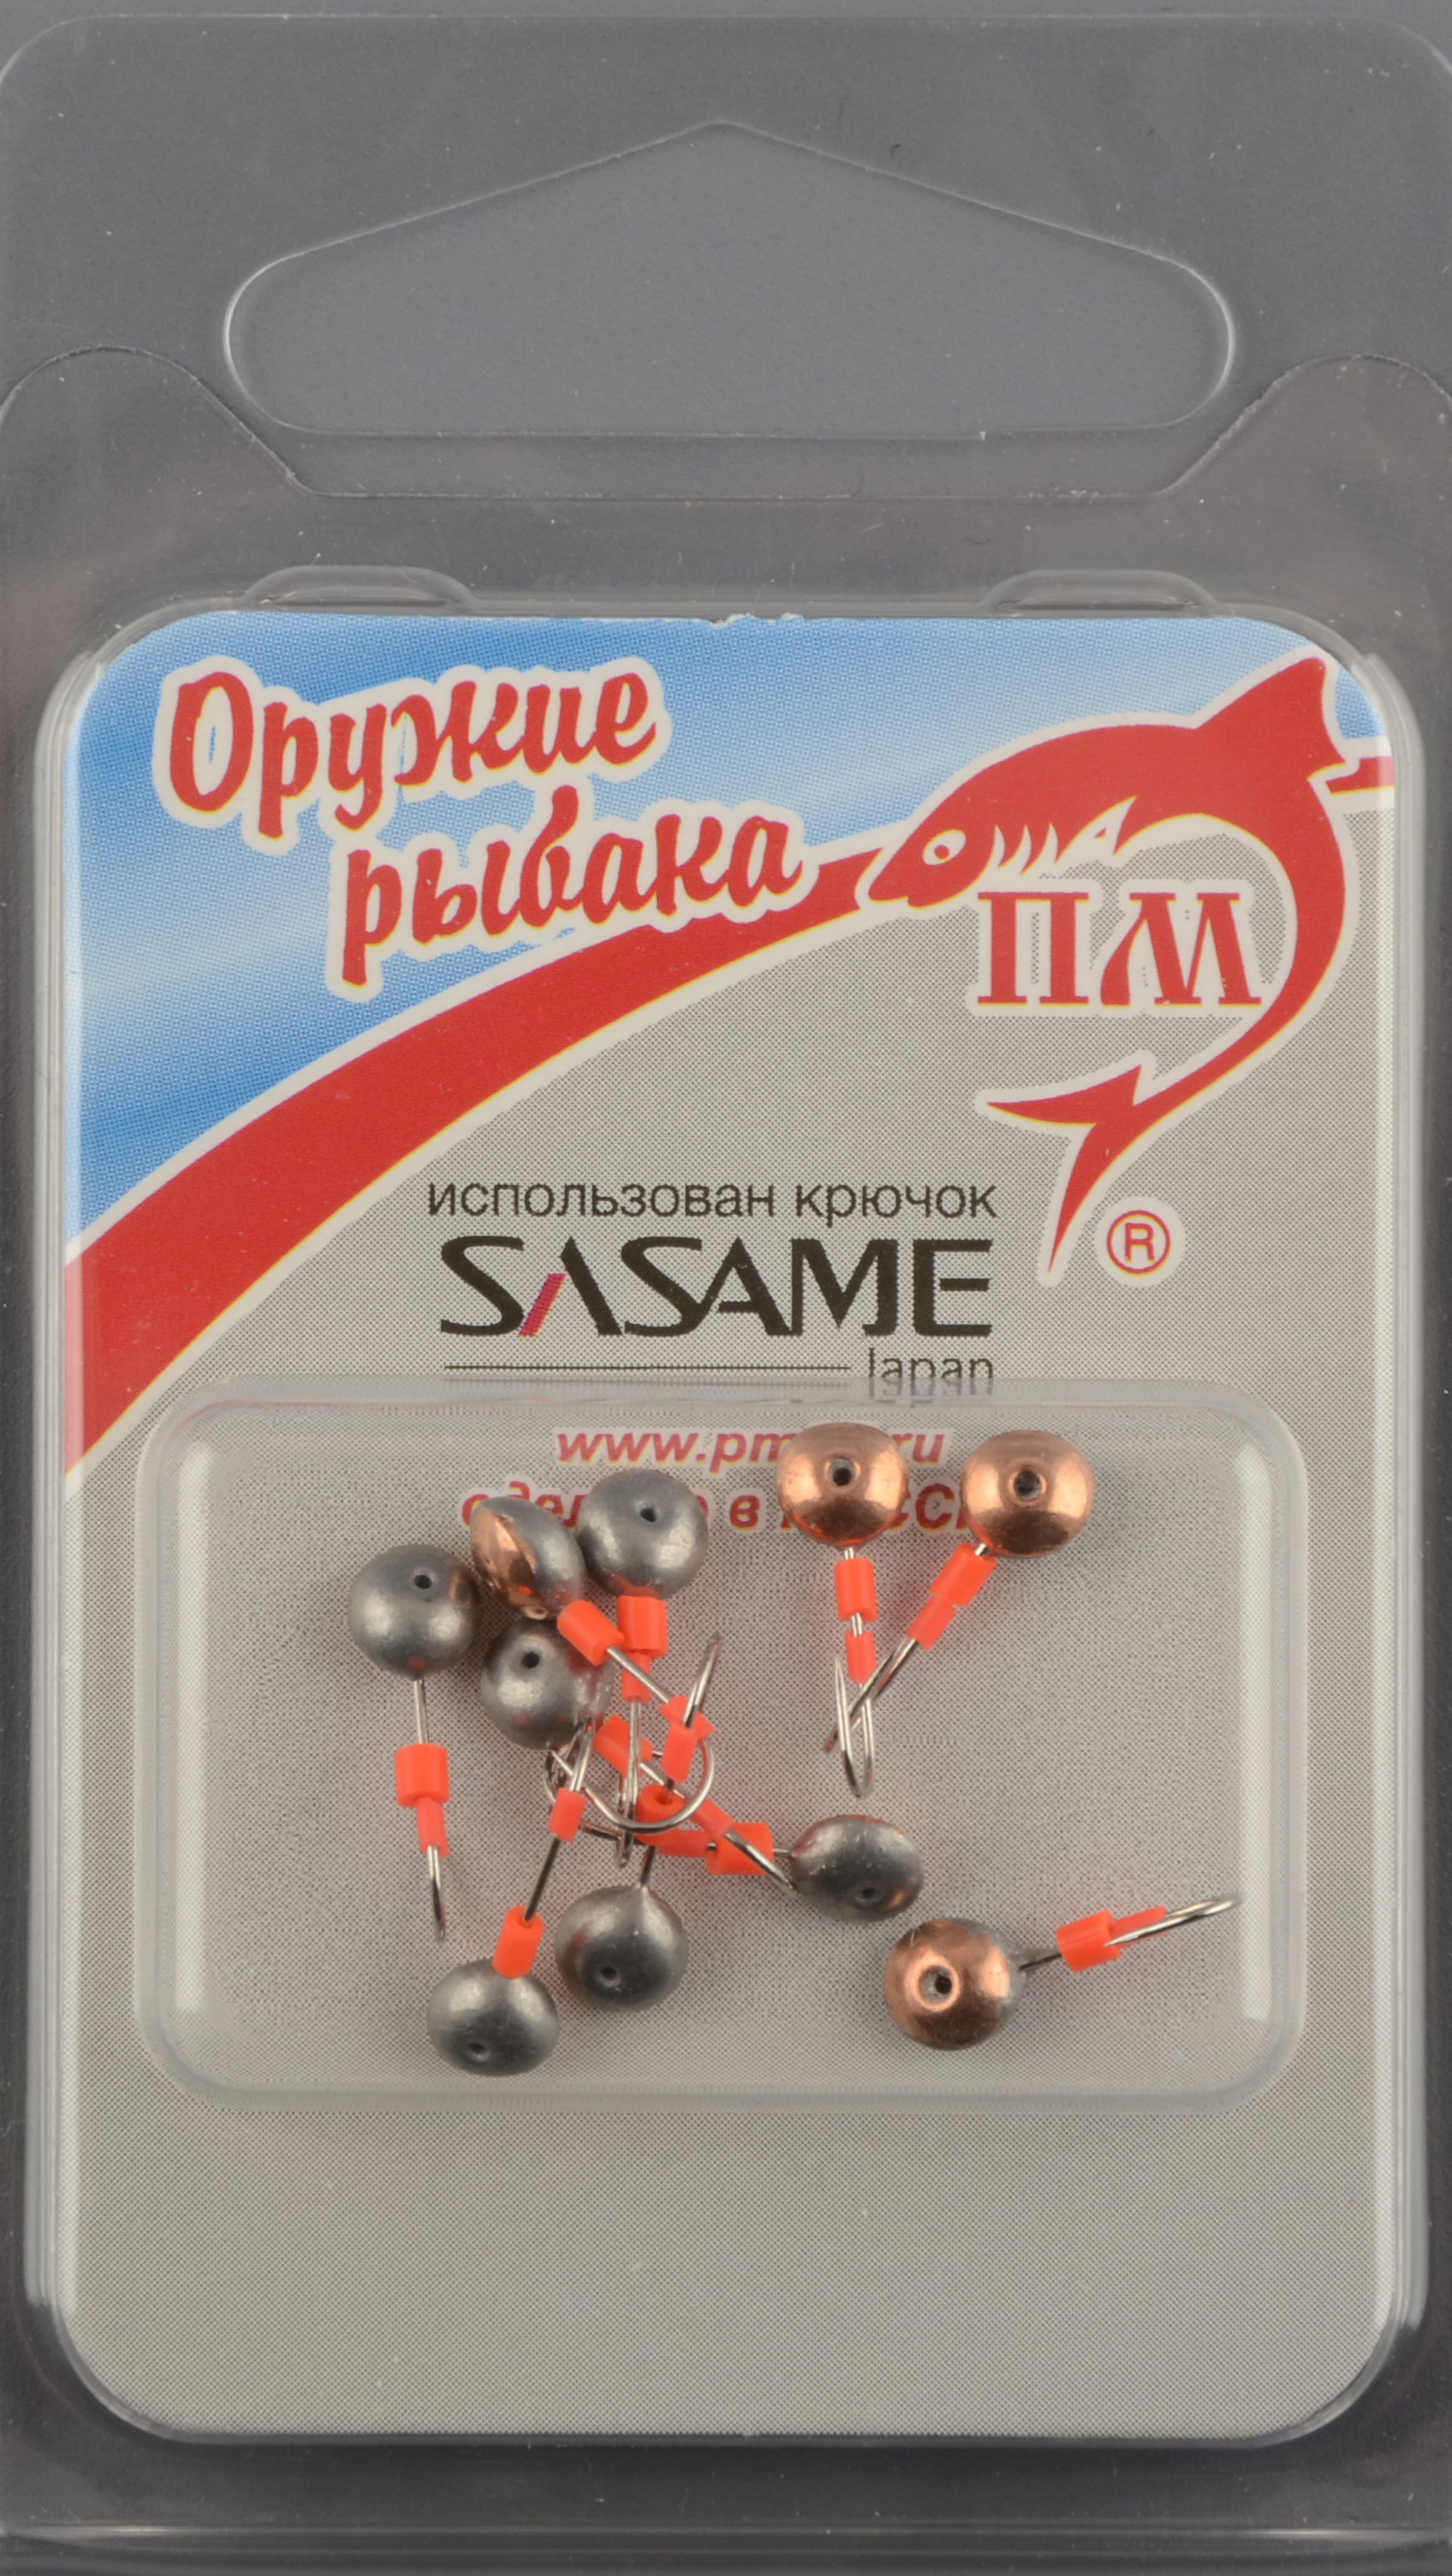 Оружие
рыбака
ПМ
®
использован крючок
SASAME
Japan
в